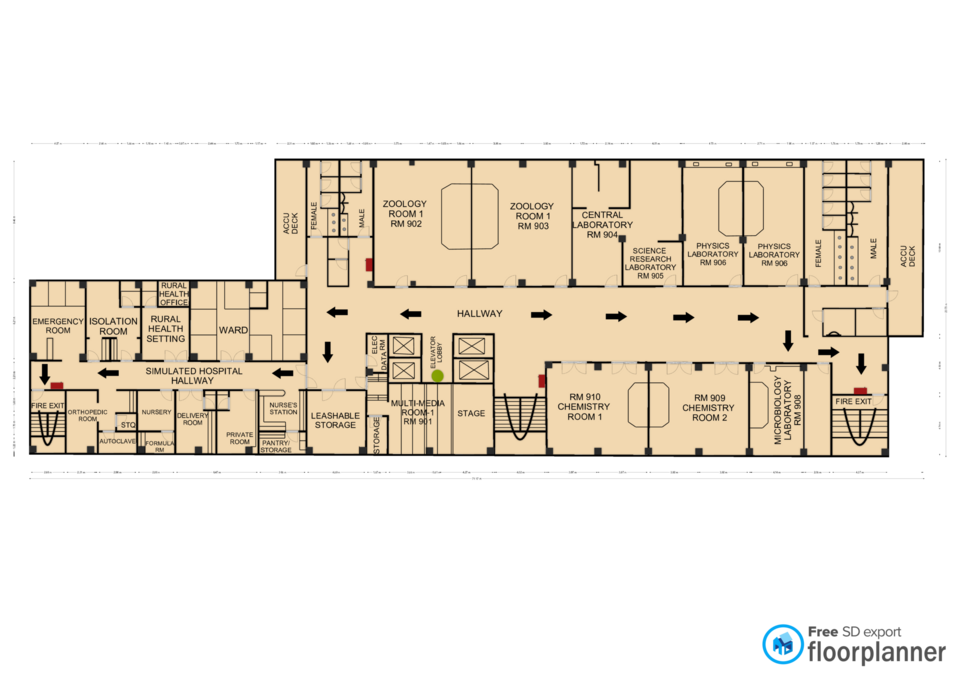 ACCU
DECK
FEMALE
MALE
ZOOLOGY
ROOM 1
RM 902
ZOOLOGY
ROOM 1
RM 903
CENTRAL
LABORATORY
RM 904
SCIENCE
RESEARCH
LABORATORY
RM 905
PHYSICS
LABORATORY
RM 906
PHYSICS
LABORATORY
RM 906
FEMALE
MALE
ACCU
DECK
RURAL
HEALTH
OFFICE
EMERGENCY
ROOM
ISOLATION
ROOM
RURAL
HEALTH
SETTING
WARD
HALLWAY
ELEC
DATA RM
ELEVATOR
LOBBY
SIMULATED HOSPITAL
HALLWAY
FIRE EXIT
ORTHOPEDIC
ROOM
STQ
AUTOCLAVE
NURSERY
FORMULA
RM
DELIVERY
ROOM
PRIVATE
ROOM
NURSE'S
STATION
PANTRY/
STORAGE
LEASHABLE
STORAGE
STORAGE
MULTI-MEDIA
ROOM-1
RM 901
STAGE
RM 910
CHEMISTRY
ROOM 1
RM 909
CHEMISTRY
ROOM 2
MICROBIOLOGY
LABORATORY
RM 908
FIRE EXIT
Free SD export
floorplanner